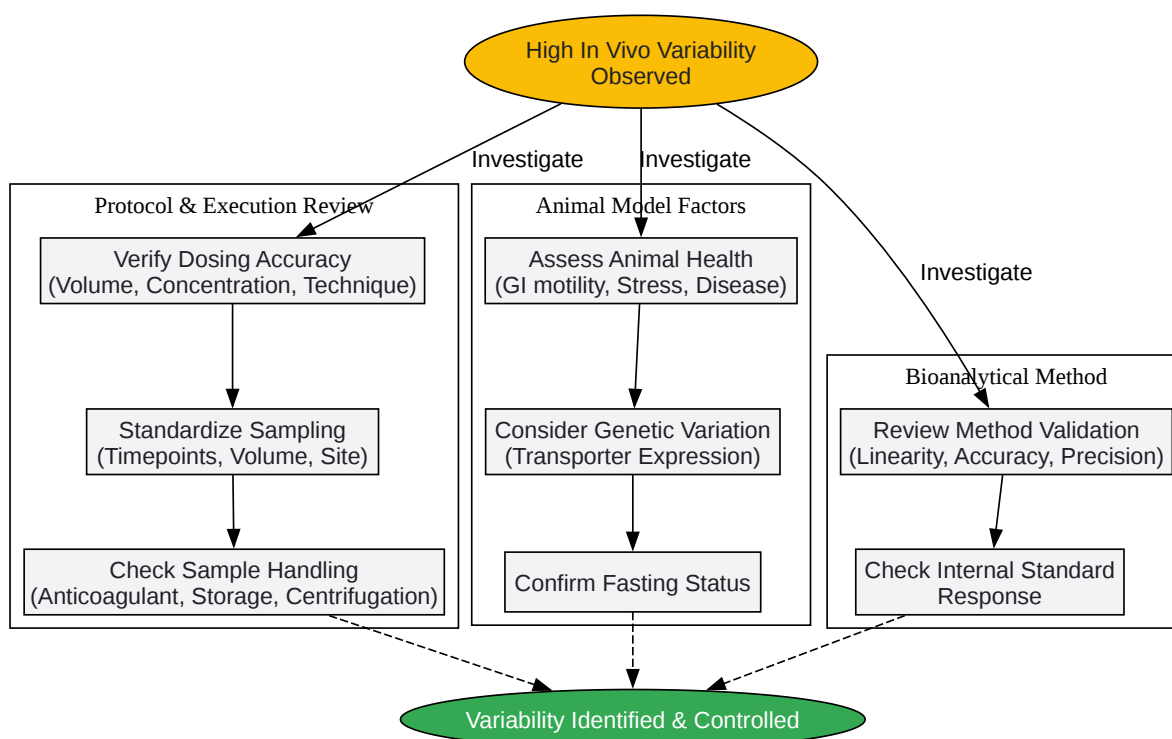 High In Vivo Variability
Observed
Investigate
Investigate
Investigate
Protocol & Execution Review
Verify Dosing Accuracy
(Volume, Concentration, Technique)
Standardize Sampling
(Timepoints, Volume, Site)
Check Sample Handling
(Anticoagulant, Storage, Centrifugation)
Animal Model Factors
Assess Animal Health
(GI motility, Stress, Disease)
Consider Genetic Variation
(Transporter Expression)
Confirm Fasting Status
Bioanalytical Method
Review Method Validation
(Linearity, Accuracy, Precision)
Check Internal Standard
Response
Variability Identified & Controlled